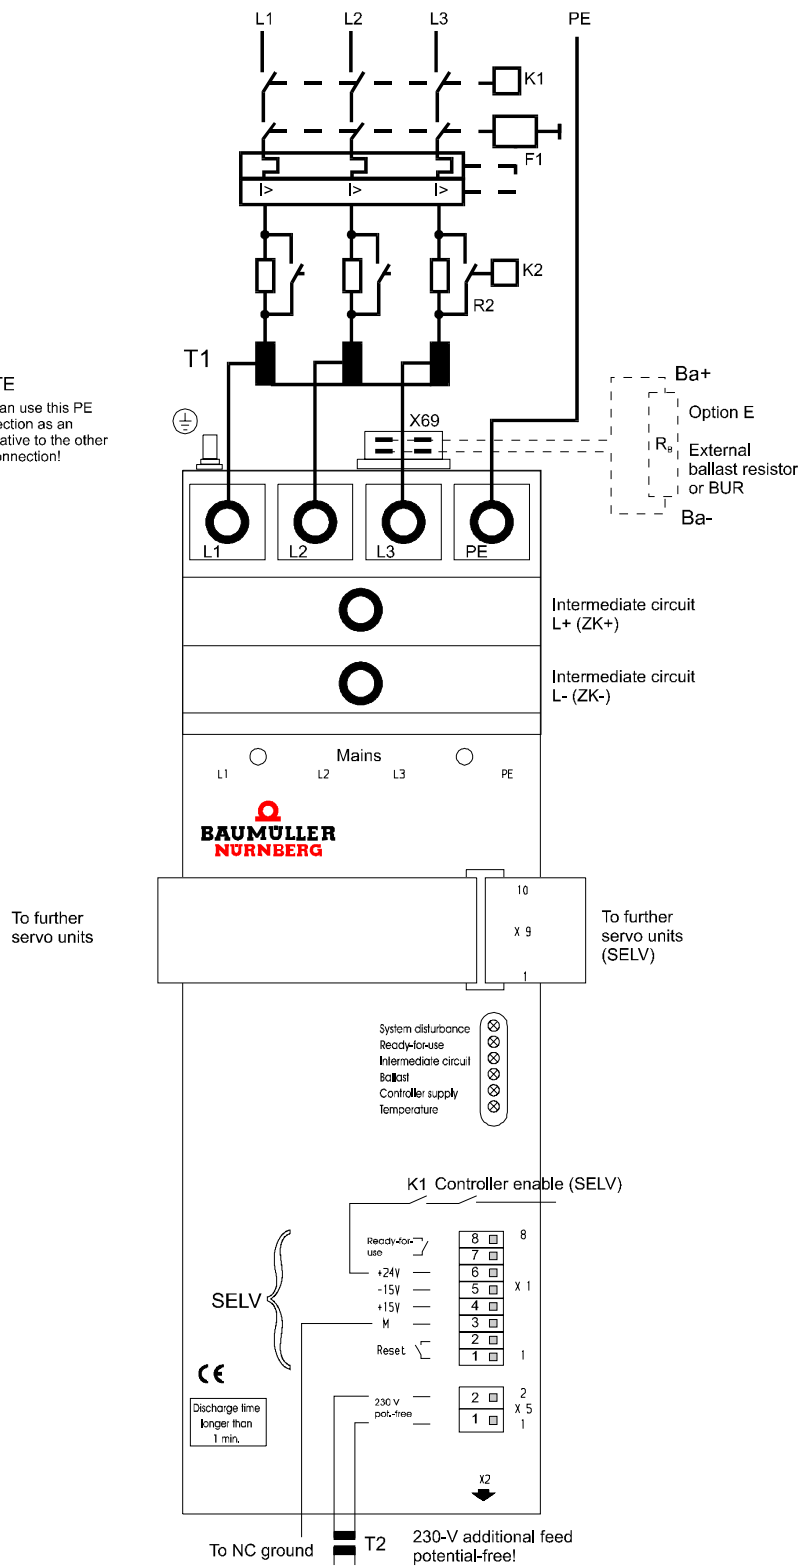 L1
L2
L3
PE
K1
F1
I>
I>
I>
K2
R2
T1
TE
an use this PE
ection as an
ative to the other
onnection!
X69
Ba+
Option E
RB
External
ballast resistor
or BUR
Ba-
L1
L2
L3
PE
Intermediate circuit
L+ (ZK+)
Intermediate circuit
L- (ZK-)
Mains
L1
L2
L3
PE
BAUMÜLLER
NÜRNBERG
To further
servo units
10
X 9
1
To further
servo units
(SELV)
System disturbance
Ready-for-use
Intermediate circuit
Ballast
Controller supply
Temperature
K1 Controller enable (SELV)
SELV
Ready-for-
use
+24V
-15V
+15V
M
Reset
8
7
6
5
4
3
2
1
8
X 1
1
CE
Discharge time
longer than
1 min.
230 V
pot.-free
2
1
2
X 5
1
X2
To NC ground
T2
230-V additional feed
potential-free!